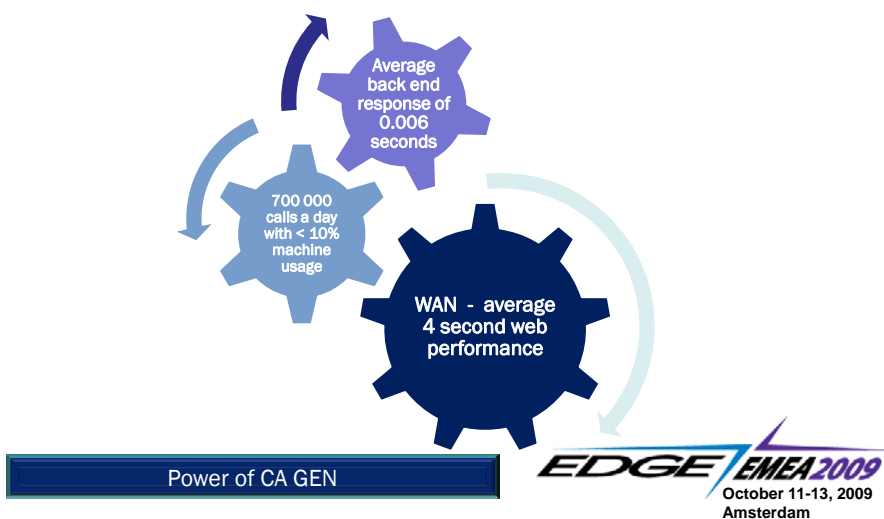 Average
back end
response of
0.006
seconds
700 000
calls a day
with < 10%
machine
usage
WAN - average
4 second web
performance
Power of CA GEN
EDGE EMEA2009
October 11-13, 2009
Amsterdam